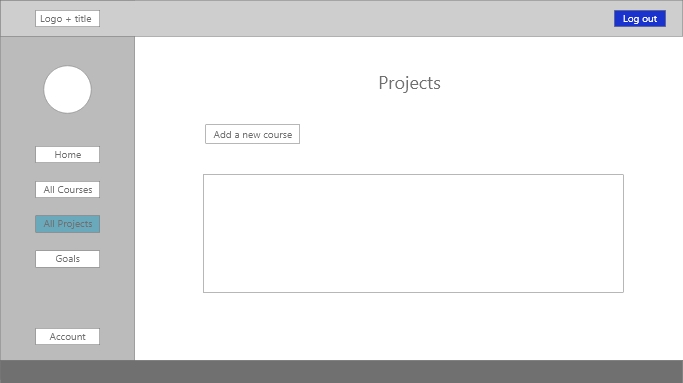 Logo + title
Log out
Projects
Add a new course
Home
All Courses
All Projects
Goals
Account